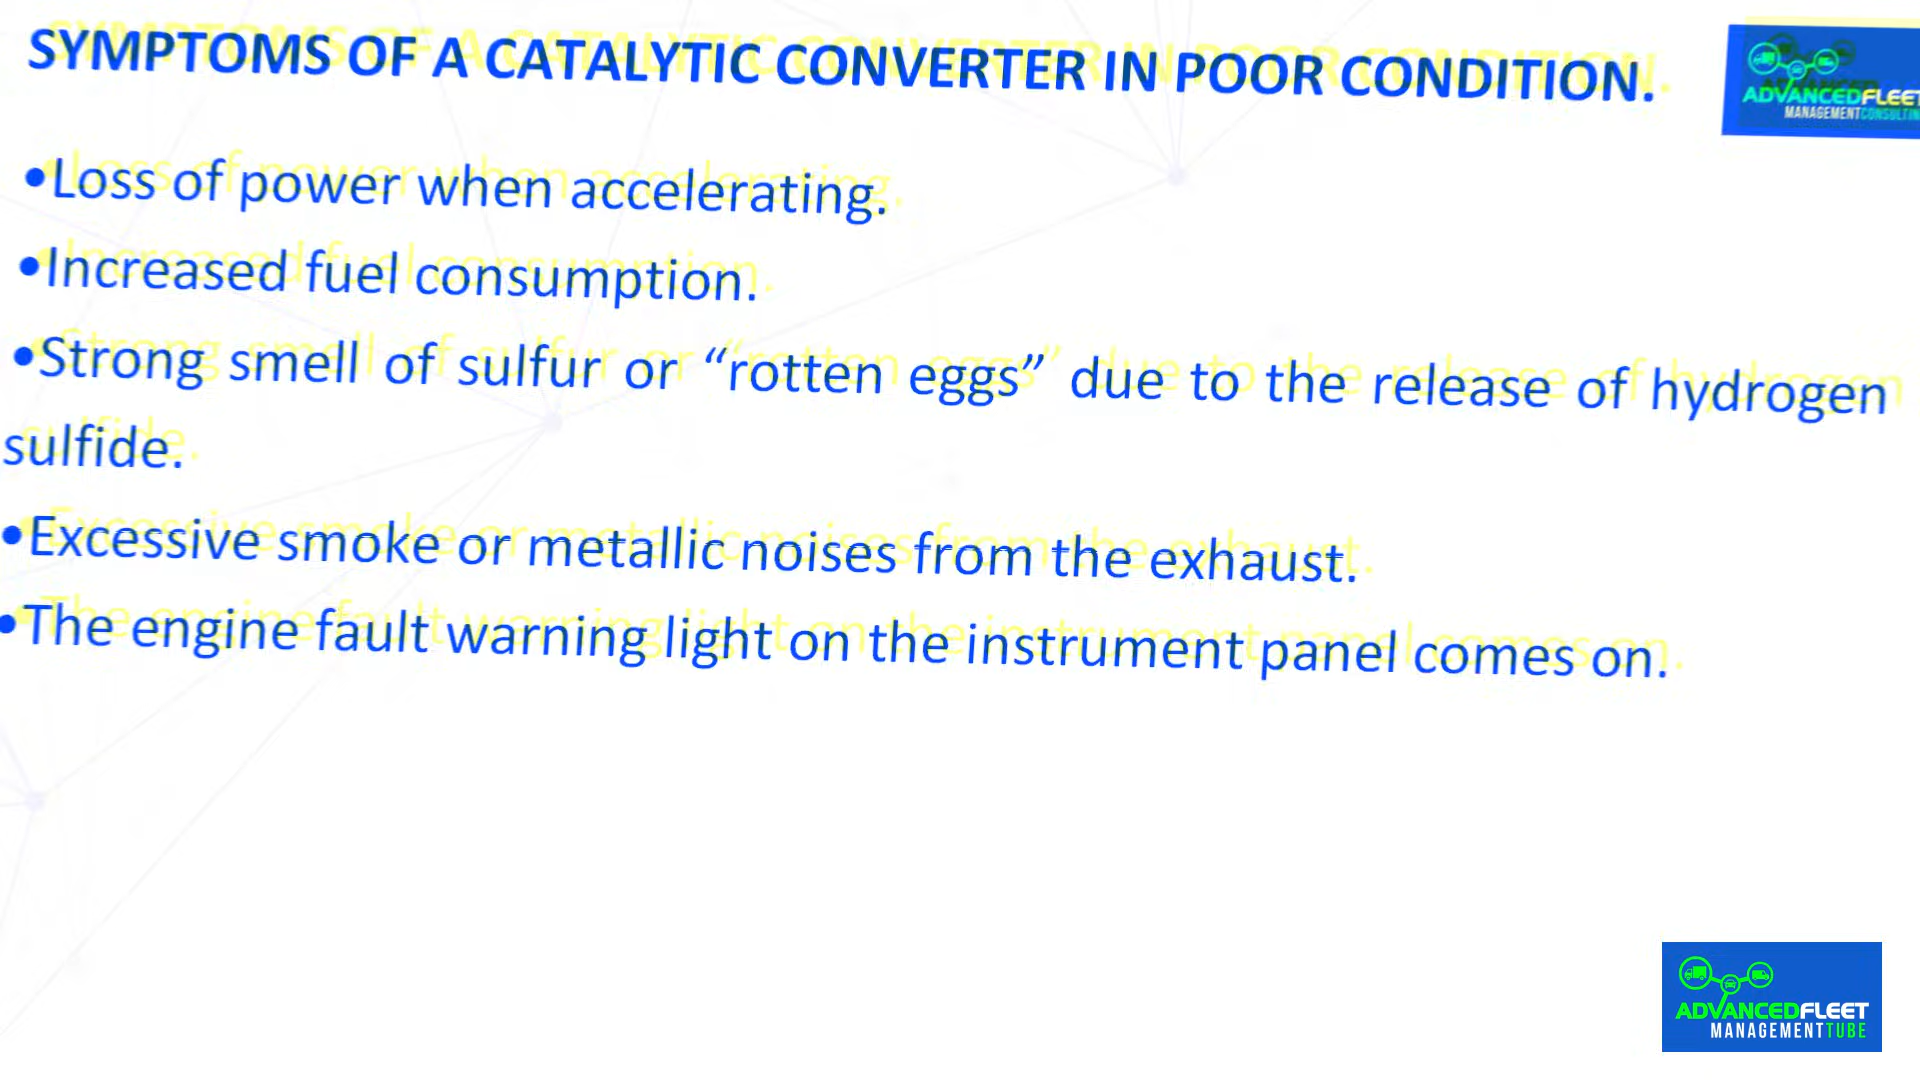 SYMPTOMS OF A CATALYTIC CONVERTER IN POOR CONDITION.
ADVANCEDFLEET
MANAGEMENTCONSULTIN
•Loss of power when accelerating.
•Increased fuel consumption.
•Strong smell of sulfur or “rotten eggs” due to the release of hydrogen
sulfide.
•Excessive smoke or metallic noises from the exhaust.
•The engine fault warning light on the instrument panel comes on.
ADVANCEDFLEET
MANAGEMENTTUBE